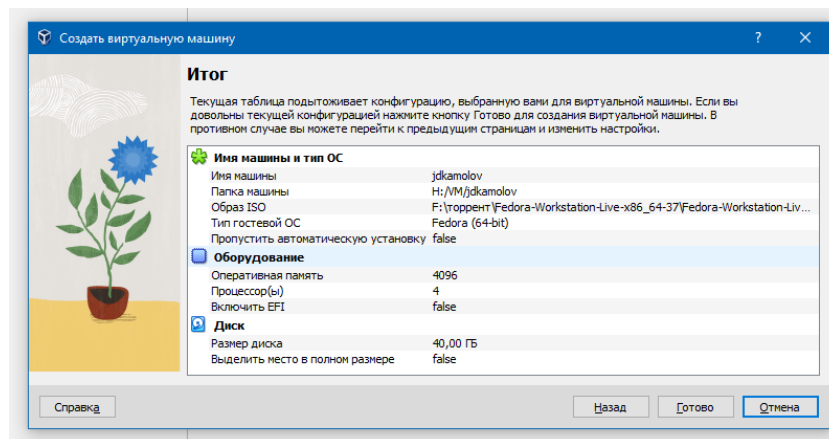 Создать виртуальную машину
Итог
Текущая таблица подытоживает конфигурацию, выбранную вами для виртуальной машины. Если вы
довольны текущей конфигурацией нажмите кнопку Готово для создания виртуальной машины. В
противном случае вы можете перейти к предыдущим страницам и изменить настройки.
Имя машины и тип ОС
Имя машины jdkamolov
Папка машины H:/VM/jdkamolov
Образ ISO F:\торрент\Fedora-Workstation-Live-x86_64-37\Fedora-Workstation-Liv...
Тип гостевой ОС Fedora (64-bit)
Пропустить автоматическую установку false
Оборудование
Оперативная память 4096
Процессор(ы) 4
Включить EFI false
Диск
Размер диска 40,00 ГБ
Выделить место в полном размере false
Справка Назад Готово Отмена